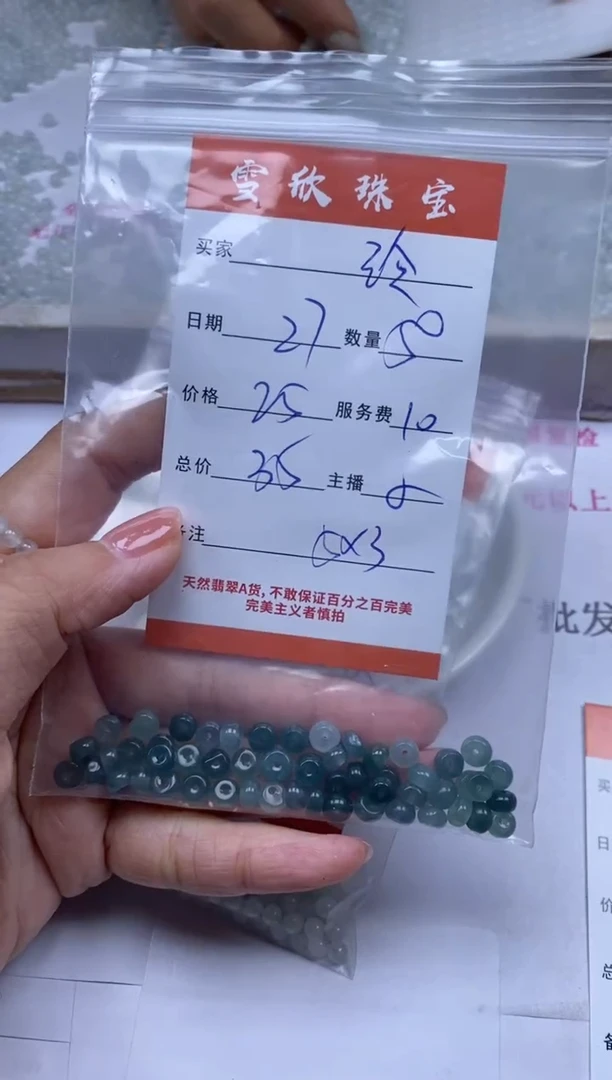 雪欣珠宝
买家 玲
日期 27 数量 50
价格 25 服务费 10
总价 35 主播
备注
天然翡翠A货,不敢保证百分之百完美
完美主义者慎拍
批发